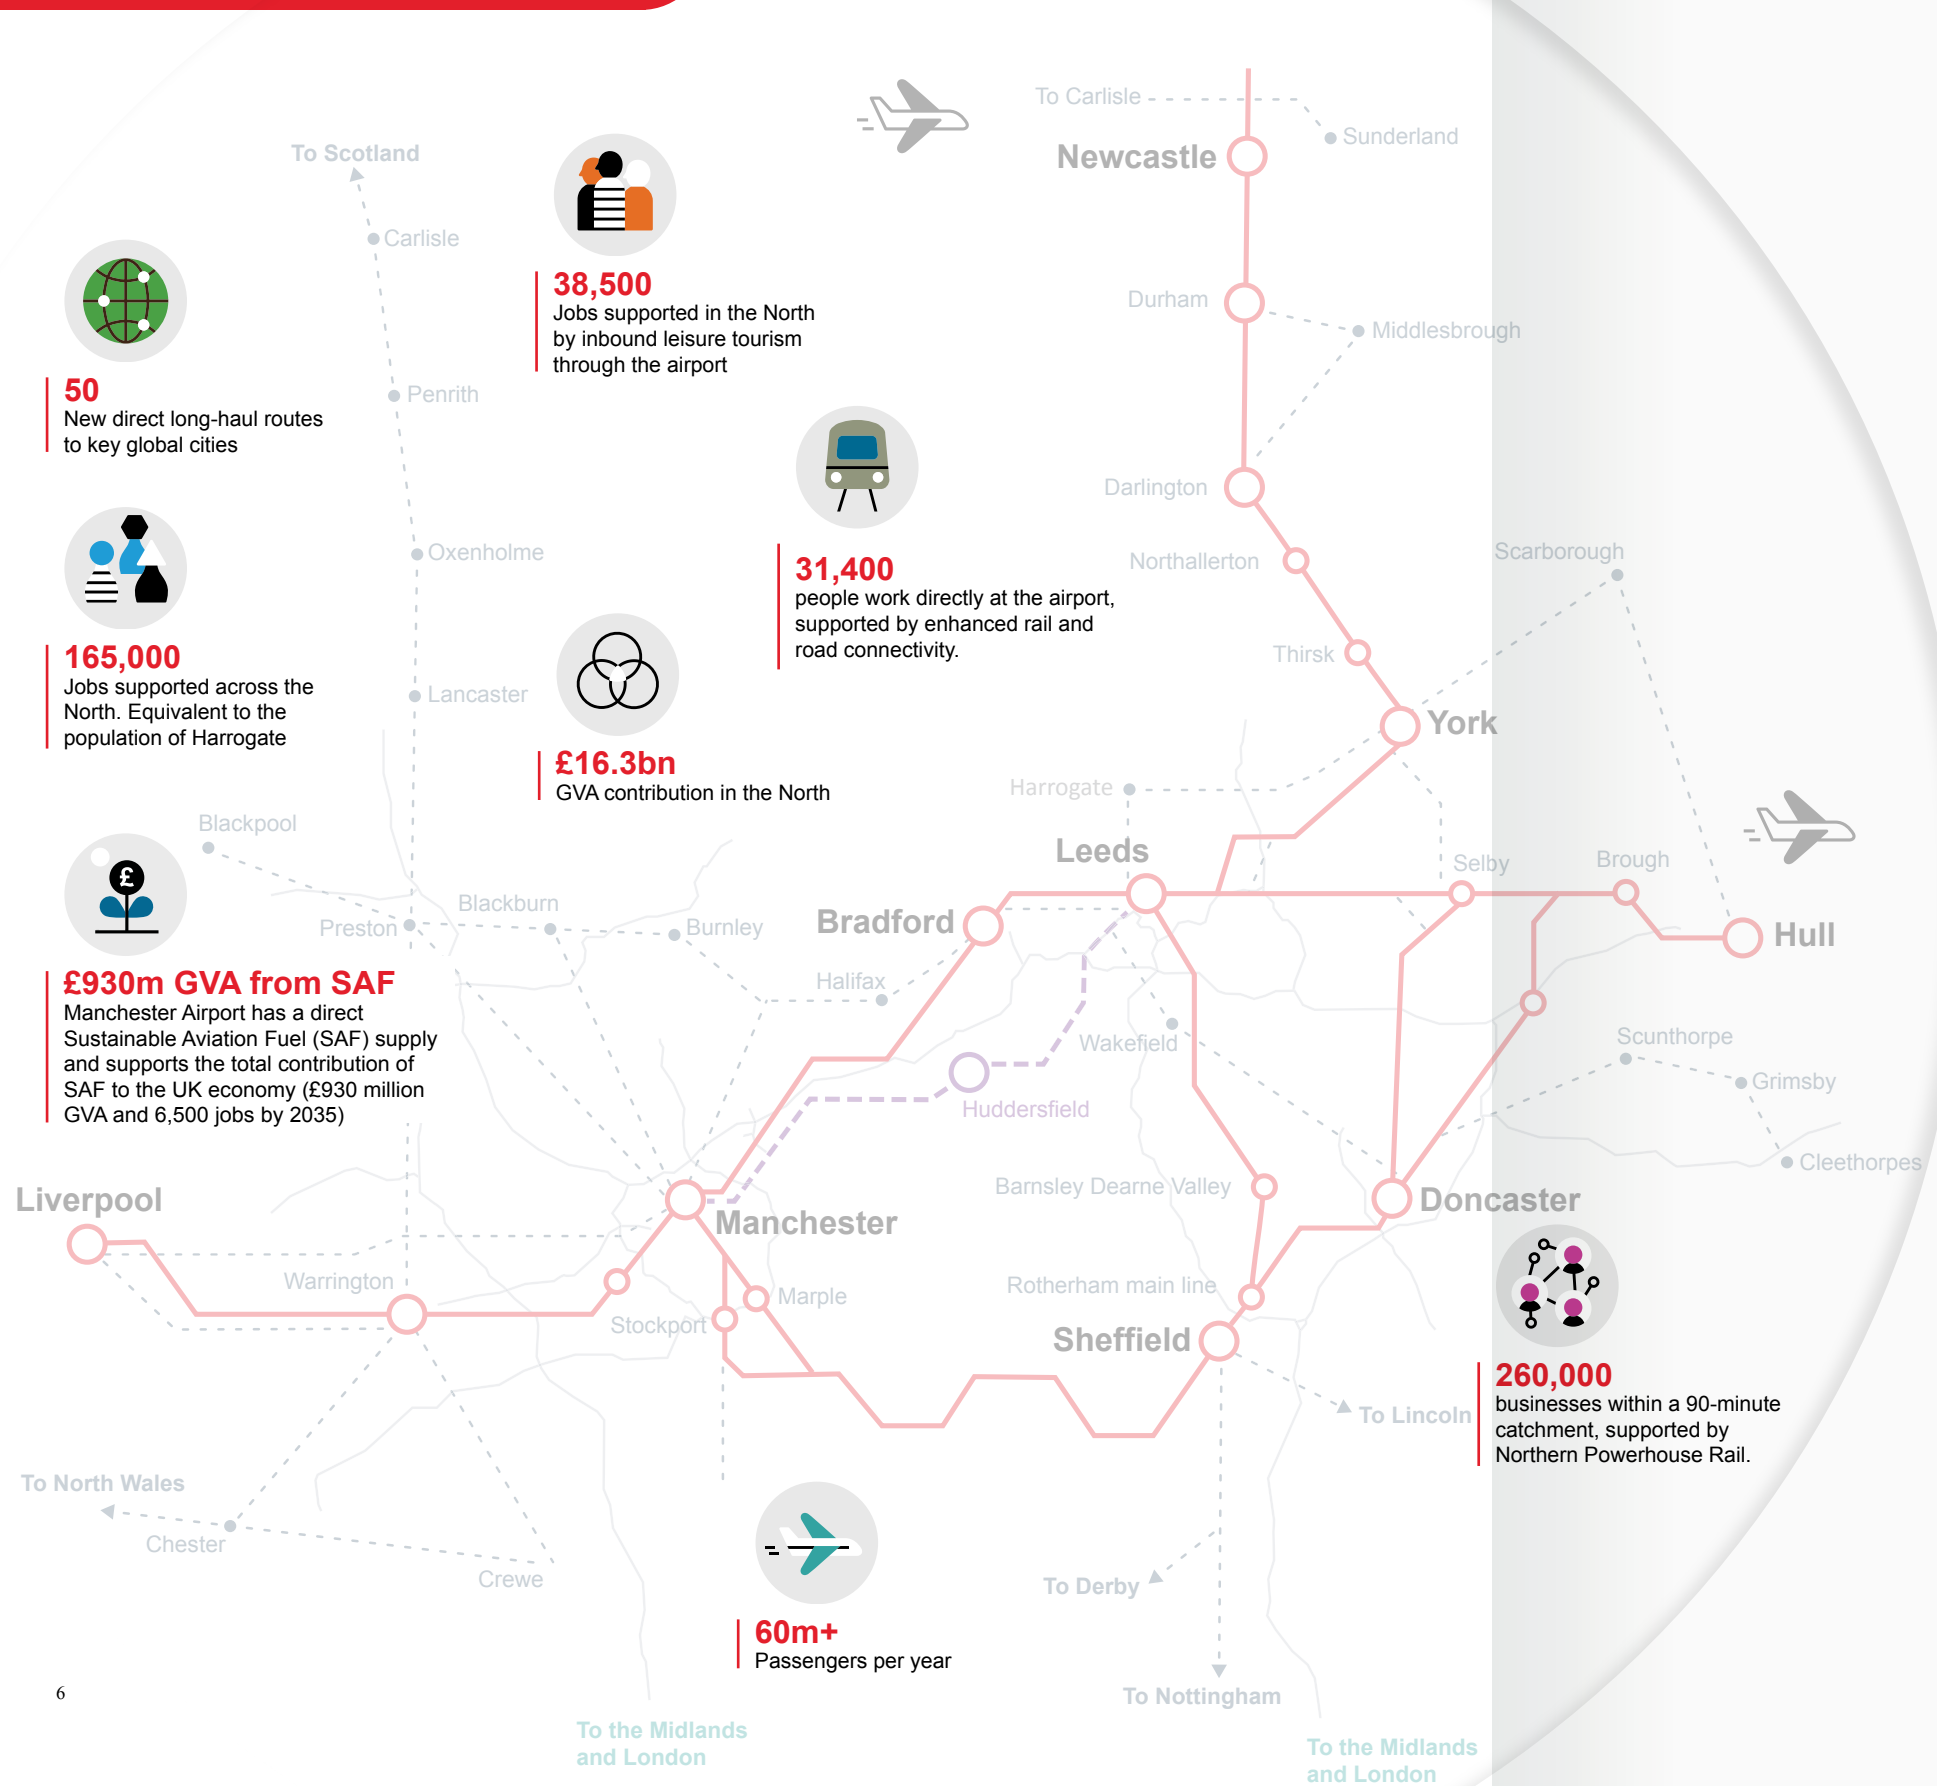 To Carlisle
Sunderland
Newcastle
To Scotland
Carlisle
38,500
Jobs supported in the North
by inbound leisure tourism
through the airport
Durham
Middlesbrough
50
New direct long-haul routes
to key global cities
Penrith
Darlington
Oxenholme
Northallerton
Scarborough
31,400
people work directly at the airport,
supported by enhanced rail and
road connectivity.
165,000
Jobs supported across the
North. Equivalent to the
population of Harrogate
Lancaster
Thirsk
York
£16.3bn
GVA contribution in the North
Harrogate
Blackpool
Leeds
Selby
Brough
£
Blackburn
Preston
Burnley
Bradford
Hull
Halifax
£930m GVA from SAF
Manchester Airport has a direct
Sustainable Aviation Fuel (SAF) supply
and supports the total contribution of
SAF to the UK economy (£930 million
GVA and 6,500 jobs by 2035)
Wakefield
Scunthorpe
Grimsby
Huddersfield
Cleethorpes
Liverpool
Manchester
Barnsley Dearne Valley
Doncaster
Warrington
Stockport
Marple
Rotherham main line
Sheffield
260,000
businesses within a 90-minute
catchment, supported by
Northern Powerhouse Rail.
To Lincoln
To North Wales
Chester
Crewe
To Derby
60m+
Passengers per year
To Nottingham
6
To the Midlands
and London
To the Midlands
and London